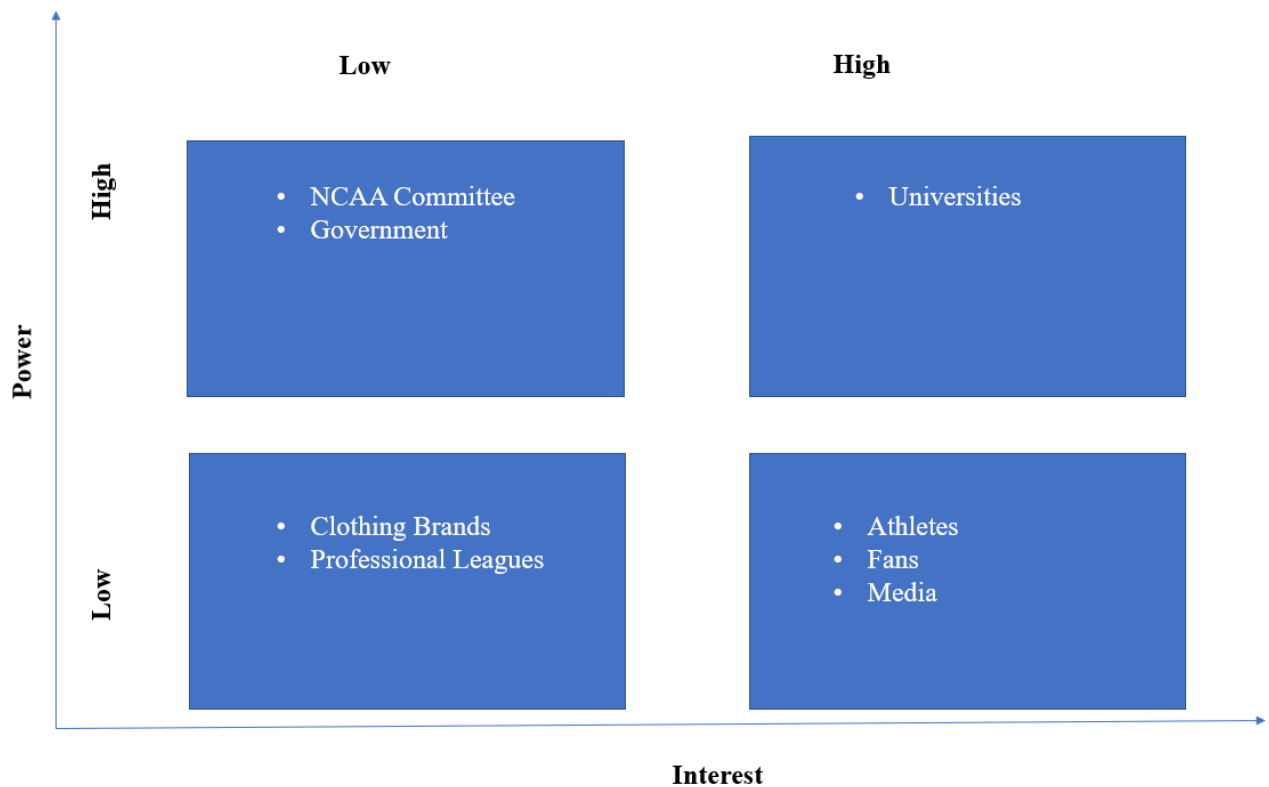 Low
High
High
• NCAA Committee
• Government
• Universities
Power
Low
• Clothing Brands
• Professional Leagues
• Athletes
• Fans
• Media
Interest